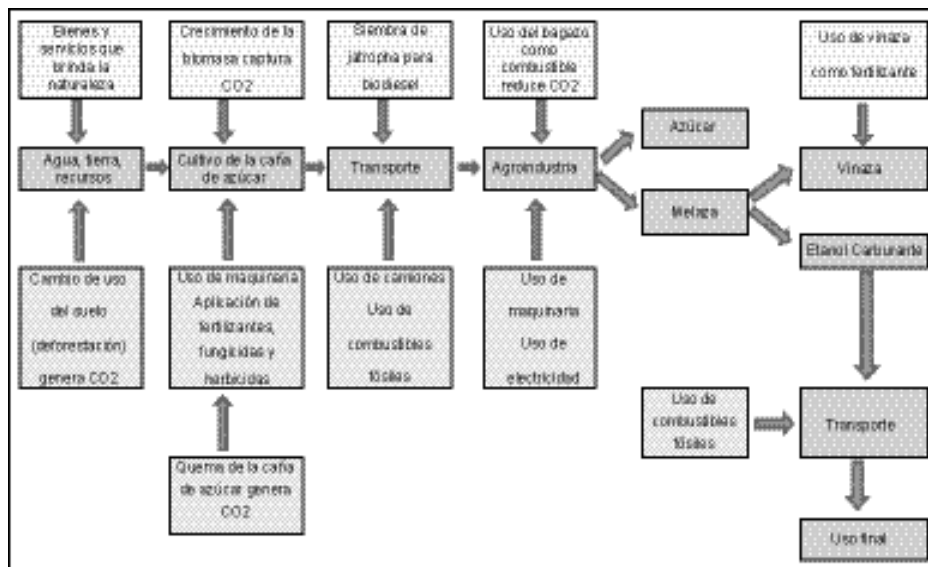 Bienes y
servicios que
brinda la
naturaleza
Crecimiento de la
biomasa captura
CO2
Siembra de
jatropha para
biodiesel
Uso del bagazo
como
combustible
reduce CO2
Uso de vinaza
como fertilizante
Agua, tierra,
recursos
Cultivo de la caña
de azúcar
Transporte
Agroindustria
Azúcar
Melaza
Vinaza
Etanol Carburante
Cambio de uso
del suelo
(deforestación)
genera CO2
Uso de maquinaria
Aplicación de
fertilizantes,
fungicidas y
herbicidas
Uso de camiones
Uso de
combustibles
fósiles
Uso de
maquinaria
Uso de
electricidad
Uso de
combustibles
fósiles
Transporte
Quema de la caña
de azúcar genera
CO2
Uso final